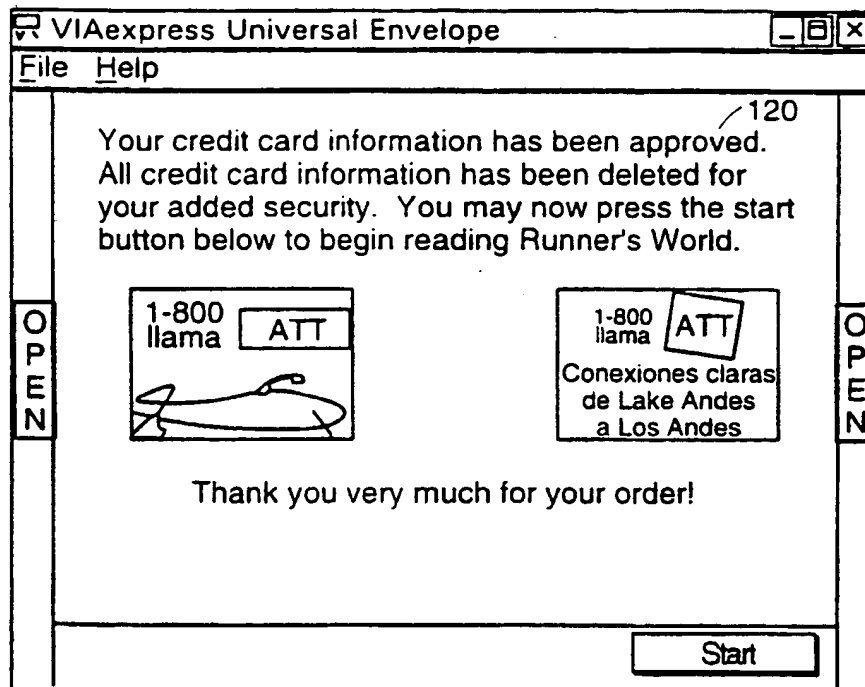 VIAexpress Universal Envelope
File Help
120
Your credit card information has been approved.
All credit card information has been deleted for
your added security. You may now press the start
button below to begin reading Runner's World.
OPEN
1-800
llama ATT
1-800
llama ATT
Conexiones claras
de Lake Andes
a Los Andes
OPEN
Thank you very much for your order!
Start